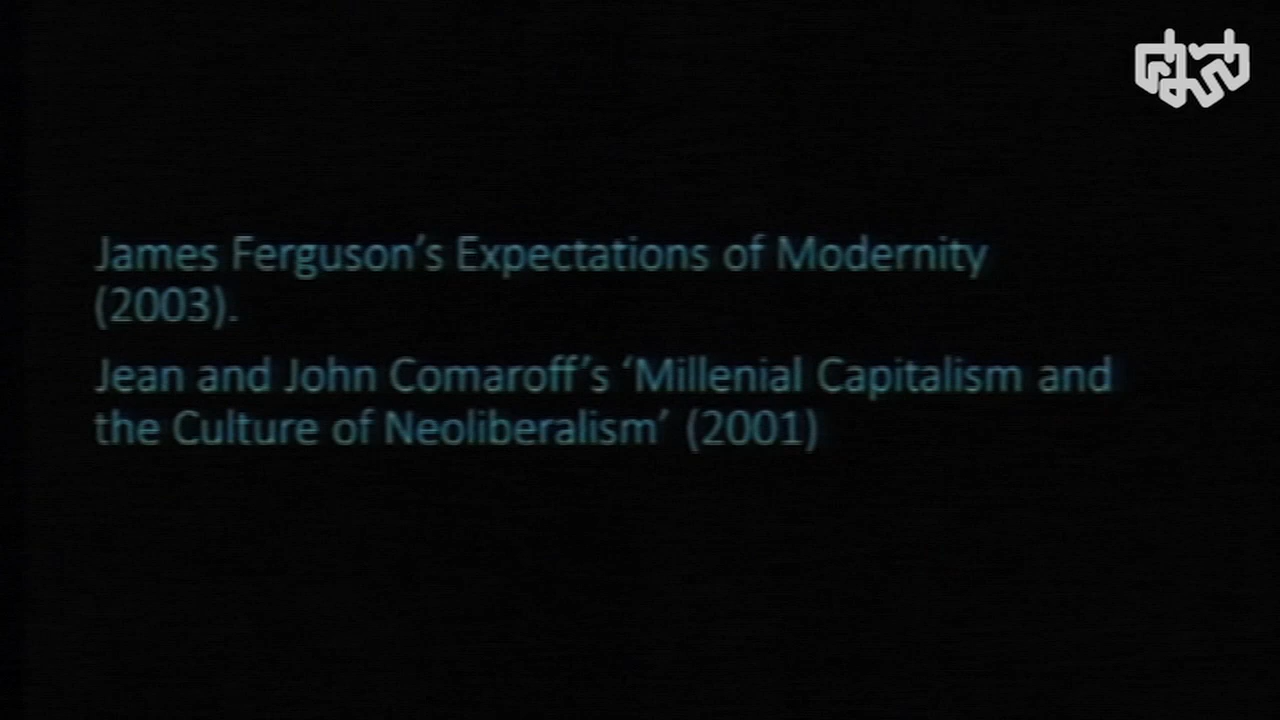 James Ferguson’s Expectations of Modernity
(2003).
Jean and John Comaroff’s ‘Millenial Capitalism and
the Culture of Neoliberalism’ (2001)